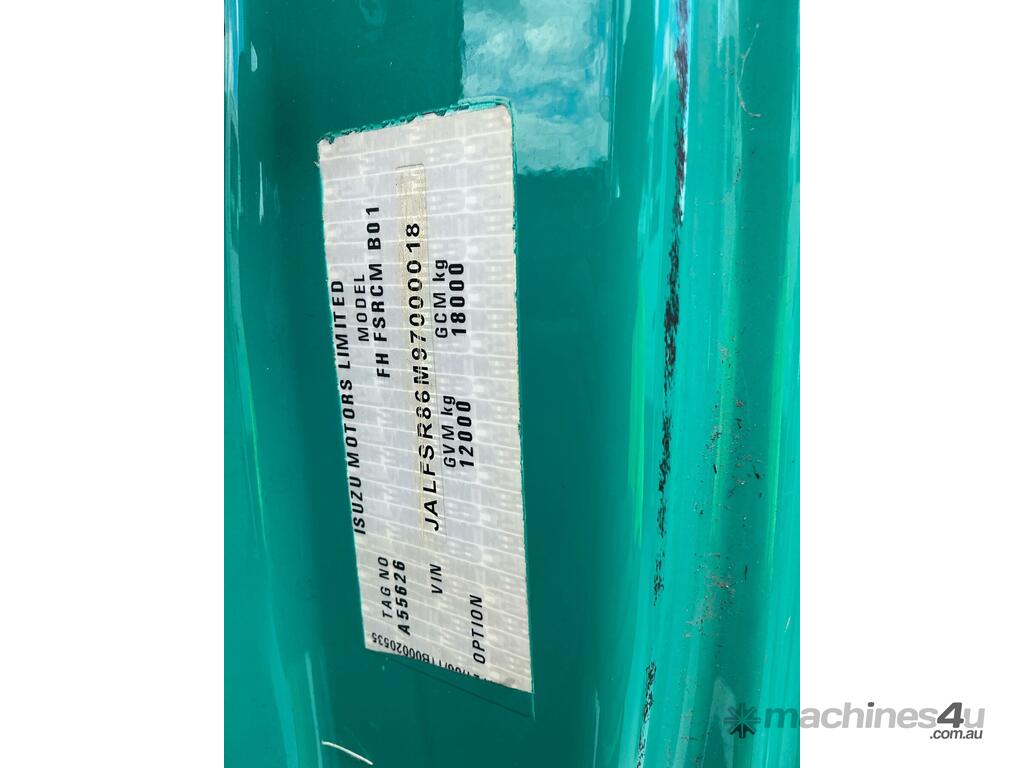 ISUZU MOTORS LIMITED
TAG NO MODEL
A55626 FH FSRCM B01
VIN JALFSR86M97000018
GVM kg GCM kg
OPTION 12000 18000
B00020535
machines4u
.com.au